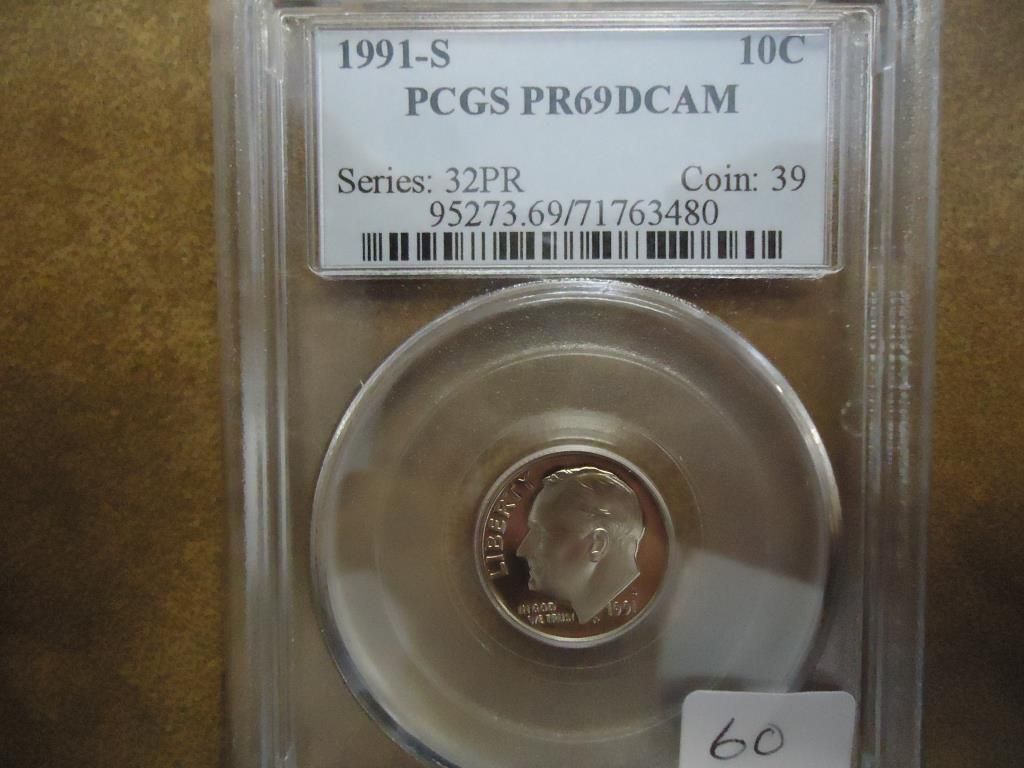 1991-S 10C
PCGS PR69DCAM
Series: 32PR Coin: 39
95273.69/71763480
LIBERTY
IN GOD
WE TRUST
1991
60